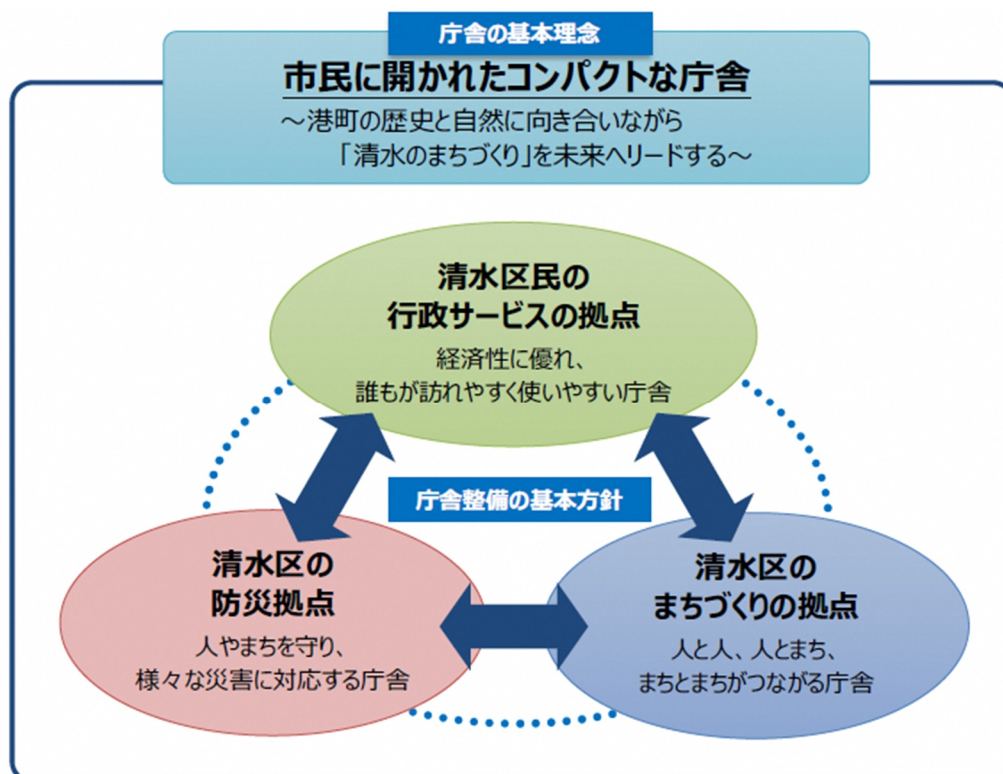 庁舎の基本理念
市民に開かれたコンパクトな庁舎
～港町の歴史と自然に向き合いながら
「清水のまちづくり」を未来へリードする～
清水区民の
行政サービスの拠点
経済性に優れ、
誰もが訪れやすく使いやすい庁舎
庁舎整備の基本方針
清水区の
防災拠点
人やまちを守り、
様々な災害に対応する庁舎
清水区の
まちづくりの拠点
人と人、人とまち、
まちとまちがつながる庁舎